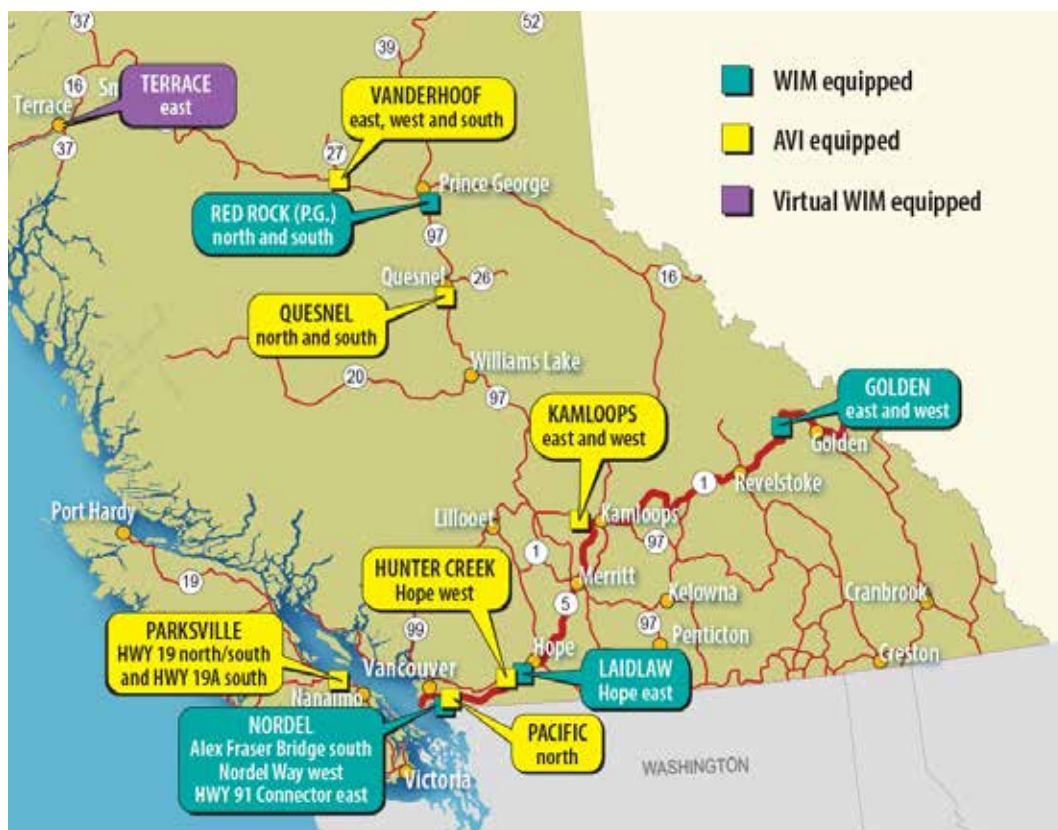 37
52
39
16
Terrace
Sm
TERRACE
east
37
VANDERHOOF
east, west and south
27
Prince George
RED ROCK (P.G.)
north and south
97
WIM equipped
AVI equipped
Virtual WIM equipped
Quesnel
26
16
QUESNEL
north and south
Williams Lake
20
97
KAMLOOPS
east and west
GOLDEN
east and west
Golden
Revelstoke
1
Port Hardy
Lillooet
Kamloops
97
1
19
HUNTER CREEK
Hope west
Merritt
5
Kelowna
Cranbrook
99
97
Penticton
PARKSVILLE
HWY 19 north/south
and HWY 19A south
Vancouver
Hope
Creston
LAIDLAW
Hope east
Nanaimo
NORDEL
Alex Fraser Bridge south
Nordel Way west
HWY 91 Connector east
PACIFIC
north
Victoria
WASHINGTON